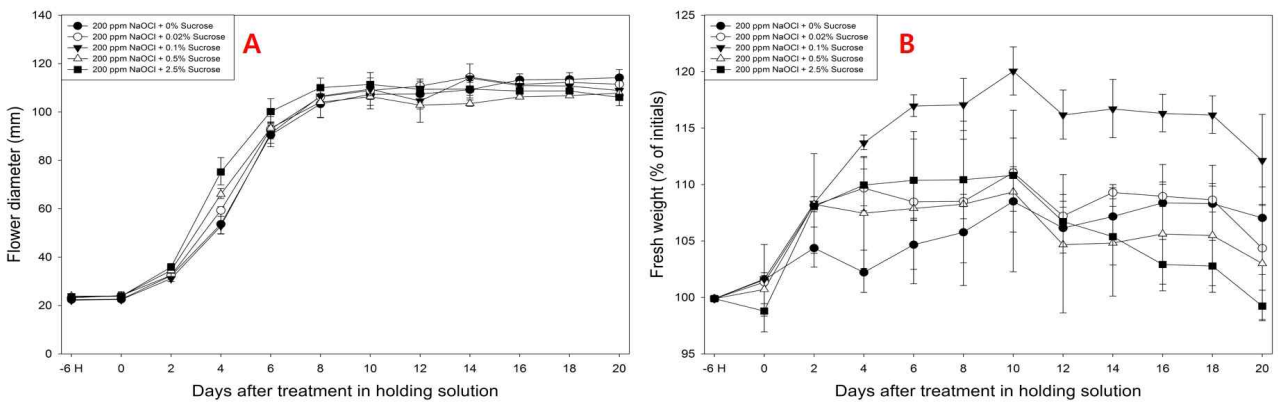 A
200 ppm NaOCl + 0% Sucrose
200 ppm NaOCl + 0.02% Sucrose
200 ppm NaOCl + 0.1% Sucrose
200 ppm NaOCl + 0.5% Sucrose
200 ppm NaOCl + 2.5% Sucrose
Flower diameter (mm)
140
120
100
80
60
40
20
0
-6 H 0 2 4 6 8 10 12 14 16 18 20
Days after treatment in holding solution
B
200 ppm NaOCl + 0% Sucrose
200 ppm NaOCl + 0.02% Sucrose
200 ppm NaOCl + 0.1% Sucrose
200 ppm NaOCl + 0.5% Sucrose
200 ppm NaOCl + 2.5% Sucrose
Fresh weight (% of initials)
125
120
115
110
105
100
95
-6 H 0 2 4 6 8 10 12 14 16 18 20
Days after treatment in holding solution